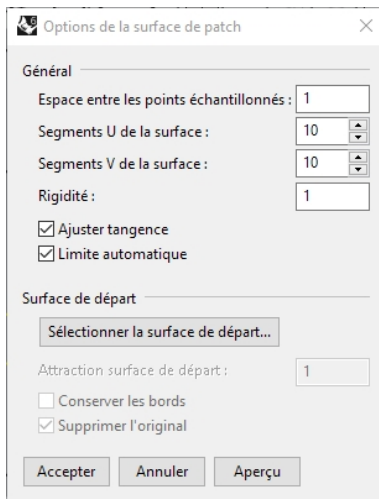 Options de la surface de patch
Général
Espace entre les points échantillonnés : 1
Segments U de la surface : 10
Segments V de la surface : 10
Rigidité : 1
Ajuster tangence
Limite automatique
Surface de départ
Sélectionner la surface de départ...
Attraction surface de départ : 1
Conserver les bords
Supprimer l'original
Accepter Annuler Aperçu